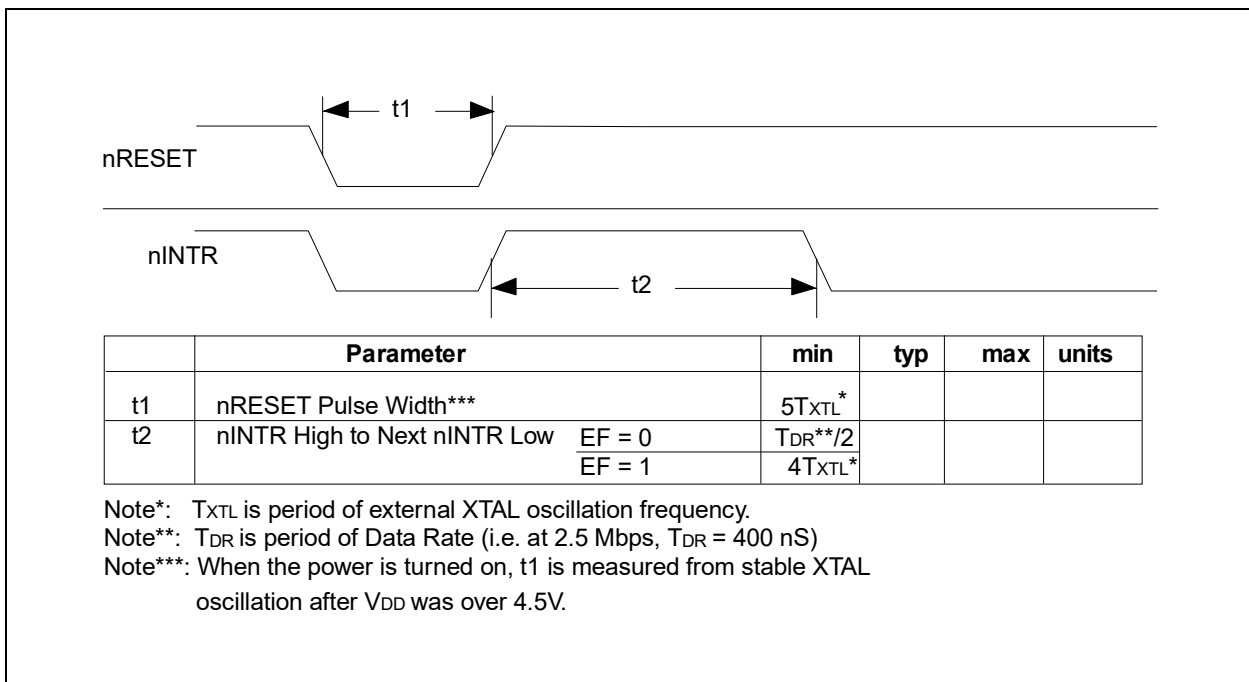 t1
nRESET
nINTR
t2
Parameter min typ max units
t1 nRESET Pulse Width*** 5TXTL*
t2 nINTR High to Next nINTR Low EF = 0 TDR**/2
EF = 1 4TXTL*
Note*: TXTL is period of external XTAL oscillation frequency.
Note**: TDR is period of Data Rate (i.e. at 2.5 Mbps, TDR = 400 nS)
Note***: When the power is turned on, t1 is measured from stable XTAL
oscillation after VDD was over 4.5V.